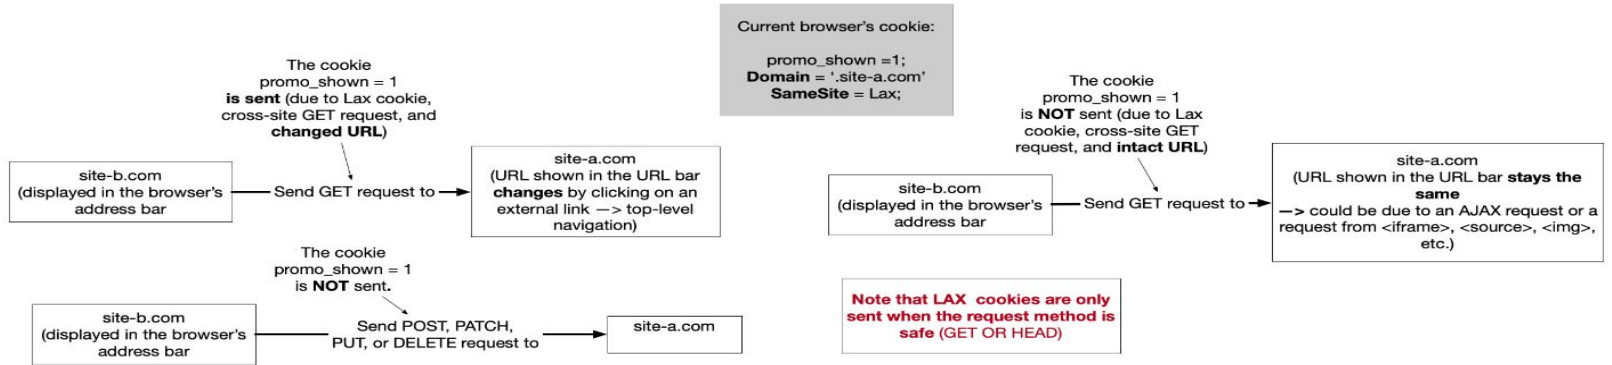 Current browser's cookie:
promo_shown =1;
Domain = '.site-a.com'
SameSite = Lax;
The cookie
promo_shown = 1
is sent (due to Lax cookie,
cross-site GET request, and
changed URL)
site-b.com
(displayed in the browser's
address bar
Send GET request to
site-a.com
(URL shown in the URL bar
changes by clicking on an
external link —> top-level
navigation)
The cookie
promo_shown = 1
is NOT sent (due to Lax
cookie, cross-site GET
request, and intact URL)
site-b.com
(displayed in the browser's
address bar
Send GET request to
site-a.com
(URL shown in the URL bar stays the
same
—> could be due to an AJAX request or a
request from <iframe>, <source>, <img>,
etc.)
The cookie
promo_shown = 1
is NOT sent.
site-b.com
(displayed in the browser's
address bar
Send POST, PATCH,
PUT, or DELETE request to
site-a.com
Note that LAX cookies are only
sent when the request method is
safe (GET OR HEAD)